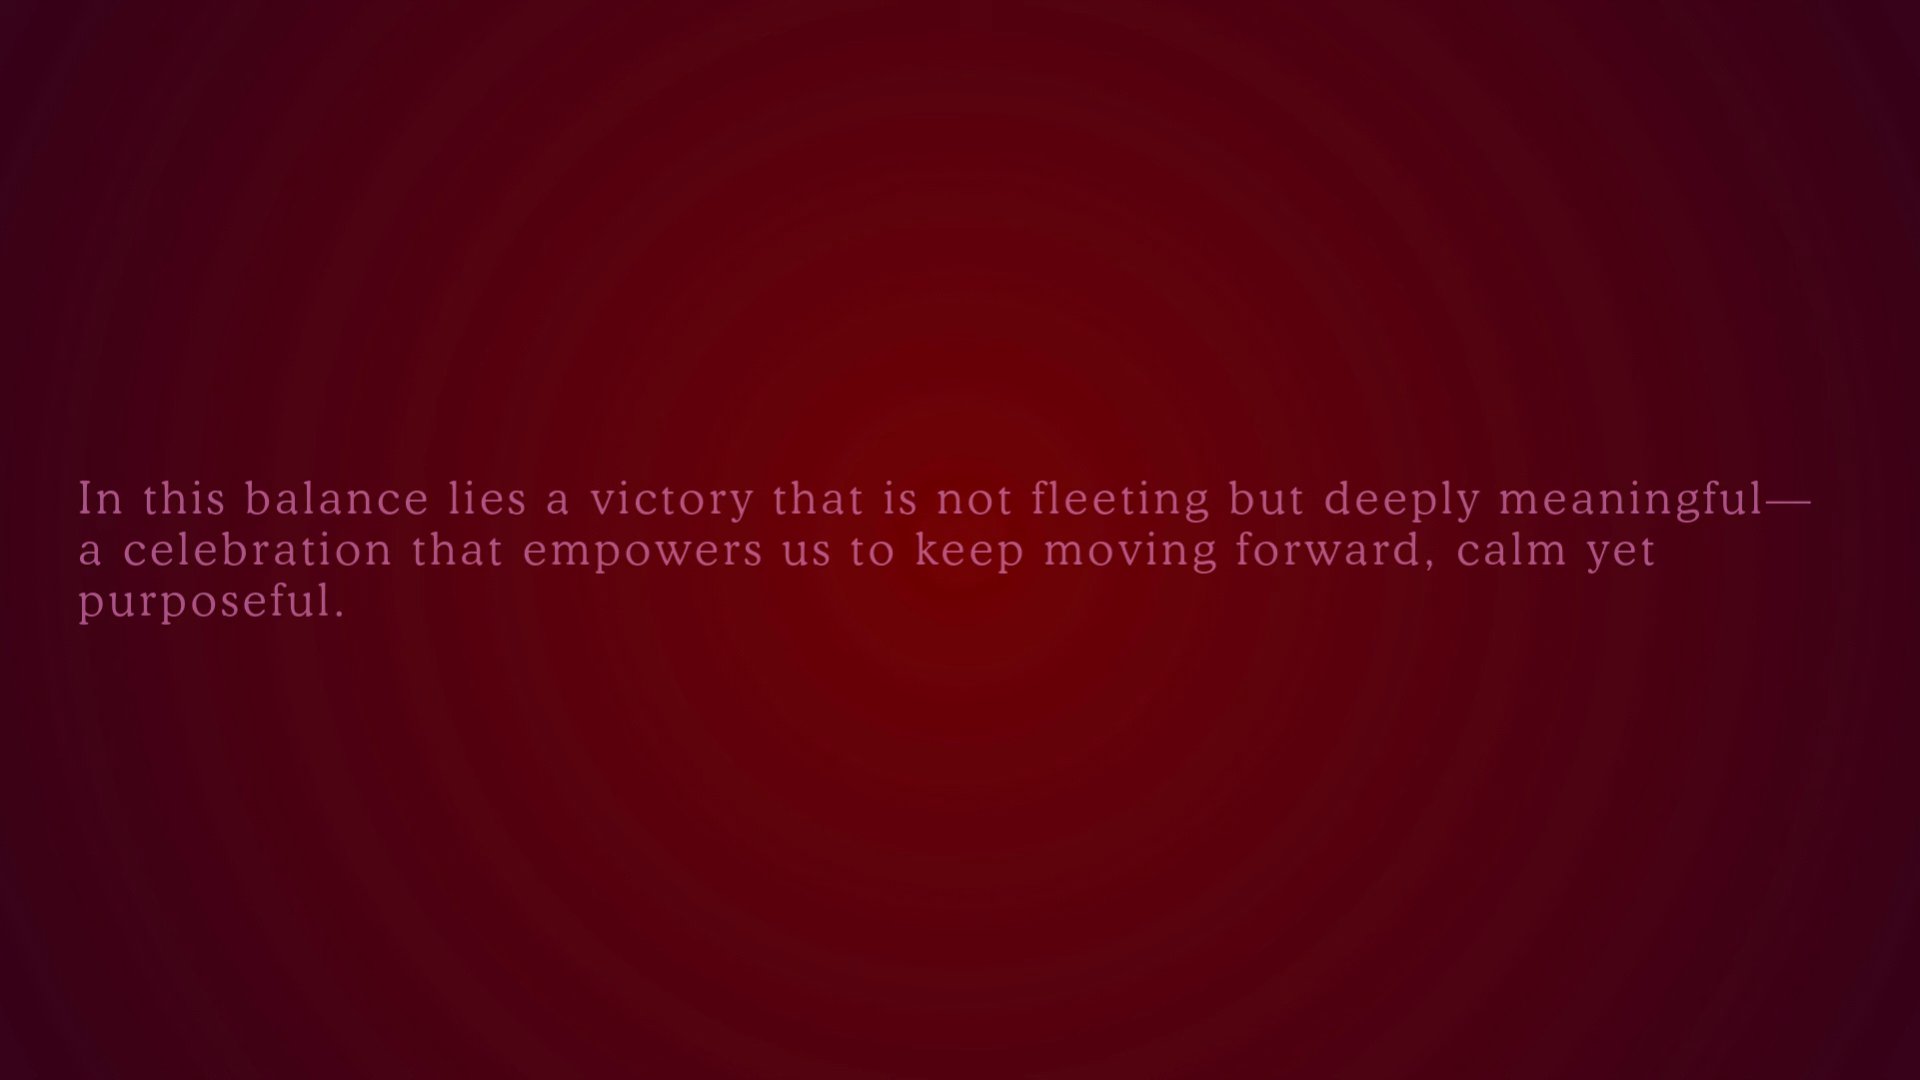 In this balance lies a victory that is not fleeting but deeply meaningful—
a celebration that empowers us to keep moving forward, calm yet
purposeful.